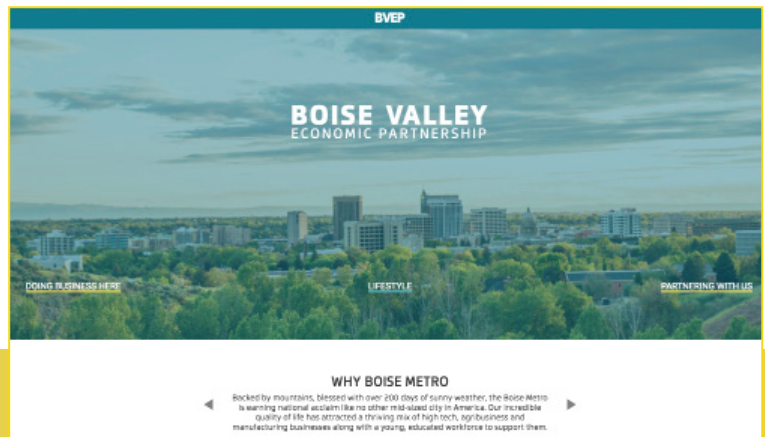 BVEP
BOISE VALLEY
ECONOMIC PARTNERSHIP
DOING BUSINESS HERE
LIFESTYLE
PARTNERING WITH US
WHY BOISE METRO
Backed by mountains, blessed with over 200 days of sunny weather, the Boise Metro
is earning national acclaim like no other mid-sized city in America. Our incredible
quality of life has attracted a thriving mix of high tech, agribusiness and
manufacturing businesses along with a young, educated workforce to support them.